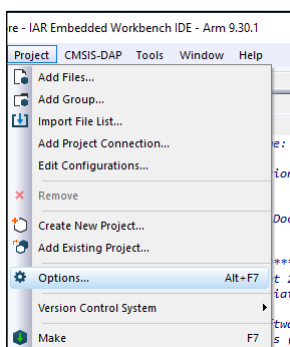 re - IAR Embedded Workbench IDE - Arm 9.30.1
Project CMSIS-DAP Tools Window Help
Add Files...
Add Group...
Import File List...
Add Project Connection...
Edit Configurations...
Remove
Create New Project...
Add Existing Project...
Options... Alt+F7
Version Control System
Make F7